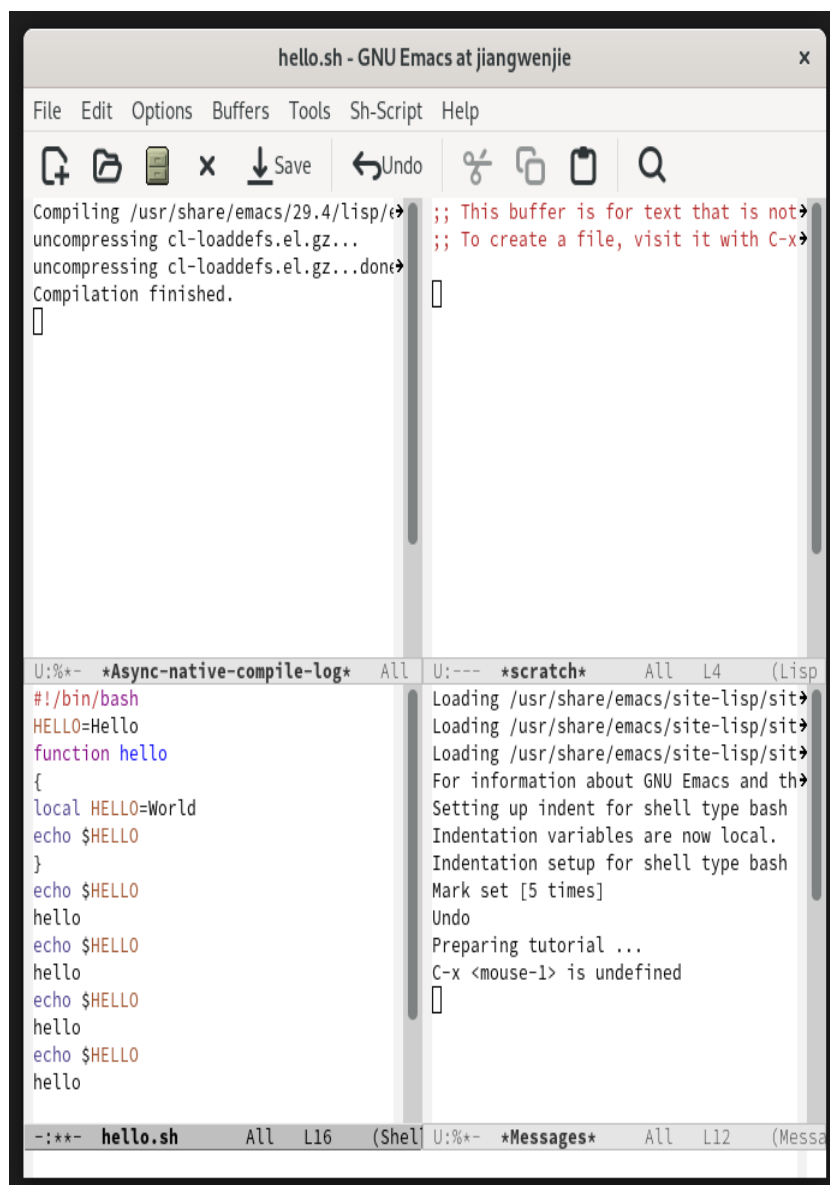 hello.sh - GNU Emacs at jiangwenjie
x
File Edit Options Buffers Tools Sh-Script Help
Save Undo
Compiling /usr/share/emacs/29.4/lisp/e
uncompressing cl-loaddefs.el.gz...
uncompressing cl-loaddefs.el.gz...done
Compilation finished.
U:%*- *Async-native-compile-log* All
;; This buffer is for text that is not
;; To create a file, visit it with C-x
U:--- *scratch* All L4 (Lisp
#!/bin/bash
HELLO=Hello
function hello
{
local HELLO=World
echo $HELLO
}
echo $HELLO
hello
echo $HELLO
hello
echo $HELLO
hello
echo $HELLO
hello
-:**- hello.sh All L16 (Shel
Loading /usr/share/emacs/site-lisp/sit
Loading /usr/share/emacs/site-lisp/sit
Loading /usr/share/emacs/site-lisp/sit
For information about GNU Emacs and th
Setting up indent for shell type bash
Indentation variables are now local.
Indentation setup for shell type bash
Mark set [5 times]
Undo
Preparing tutorial ...
C-x <mouse-1> is undefined
U:%*- *Messages* All L12 (Messa